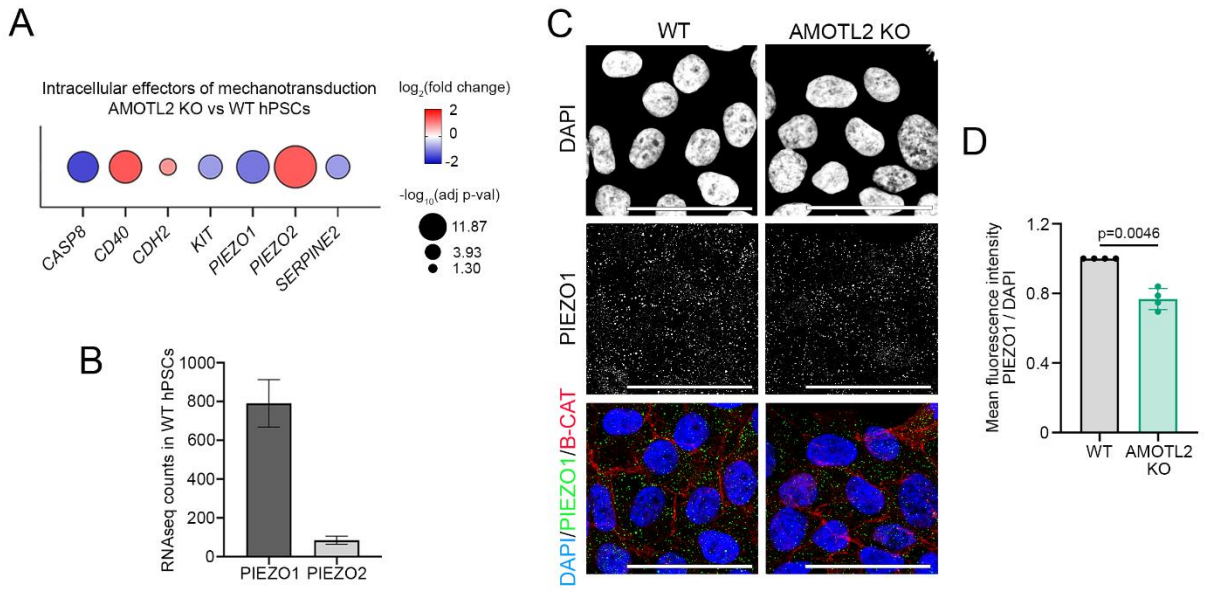 A
Intracellular effectors of mechanotransduction
AMOTL2 KO vs WT hPSCs
CASP8
CD40
CDH2
KIT
PIEZO1
PIEZO2
SERPINE2
log2(fold change)
2
0
-2
-log10(adj p-val)
11.87
3.93
1.30
B
RNAseq counts in WT hPSCs
1000
800
600
400
200
0
PIEZO1
PIEZO2
C
WT
AMOTL2 KO
DAPI
PIEZO1
DAPI/PIEZO1/B-CAT
D
Mean fluorescence intensity
PIEZO1 / DAPI
1.2
0.8
0.4
0
p=0.0046
WT
AMOTL2
KO